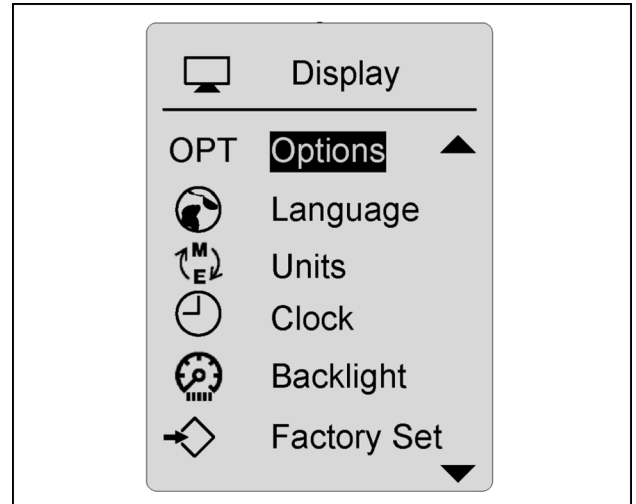 Display
OPT Options
Language
M
E Units
Clock
Backlight
Factory Set